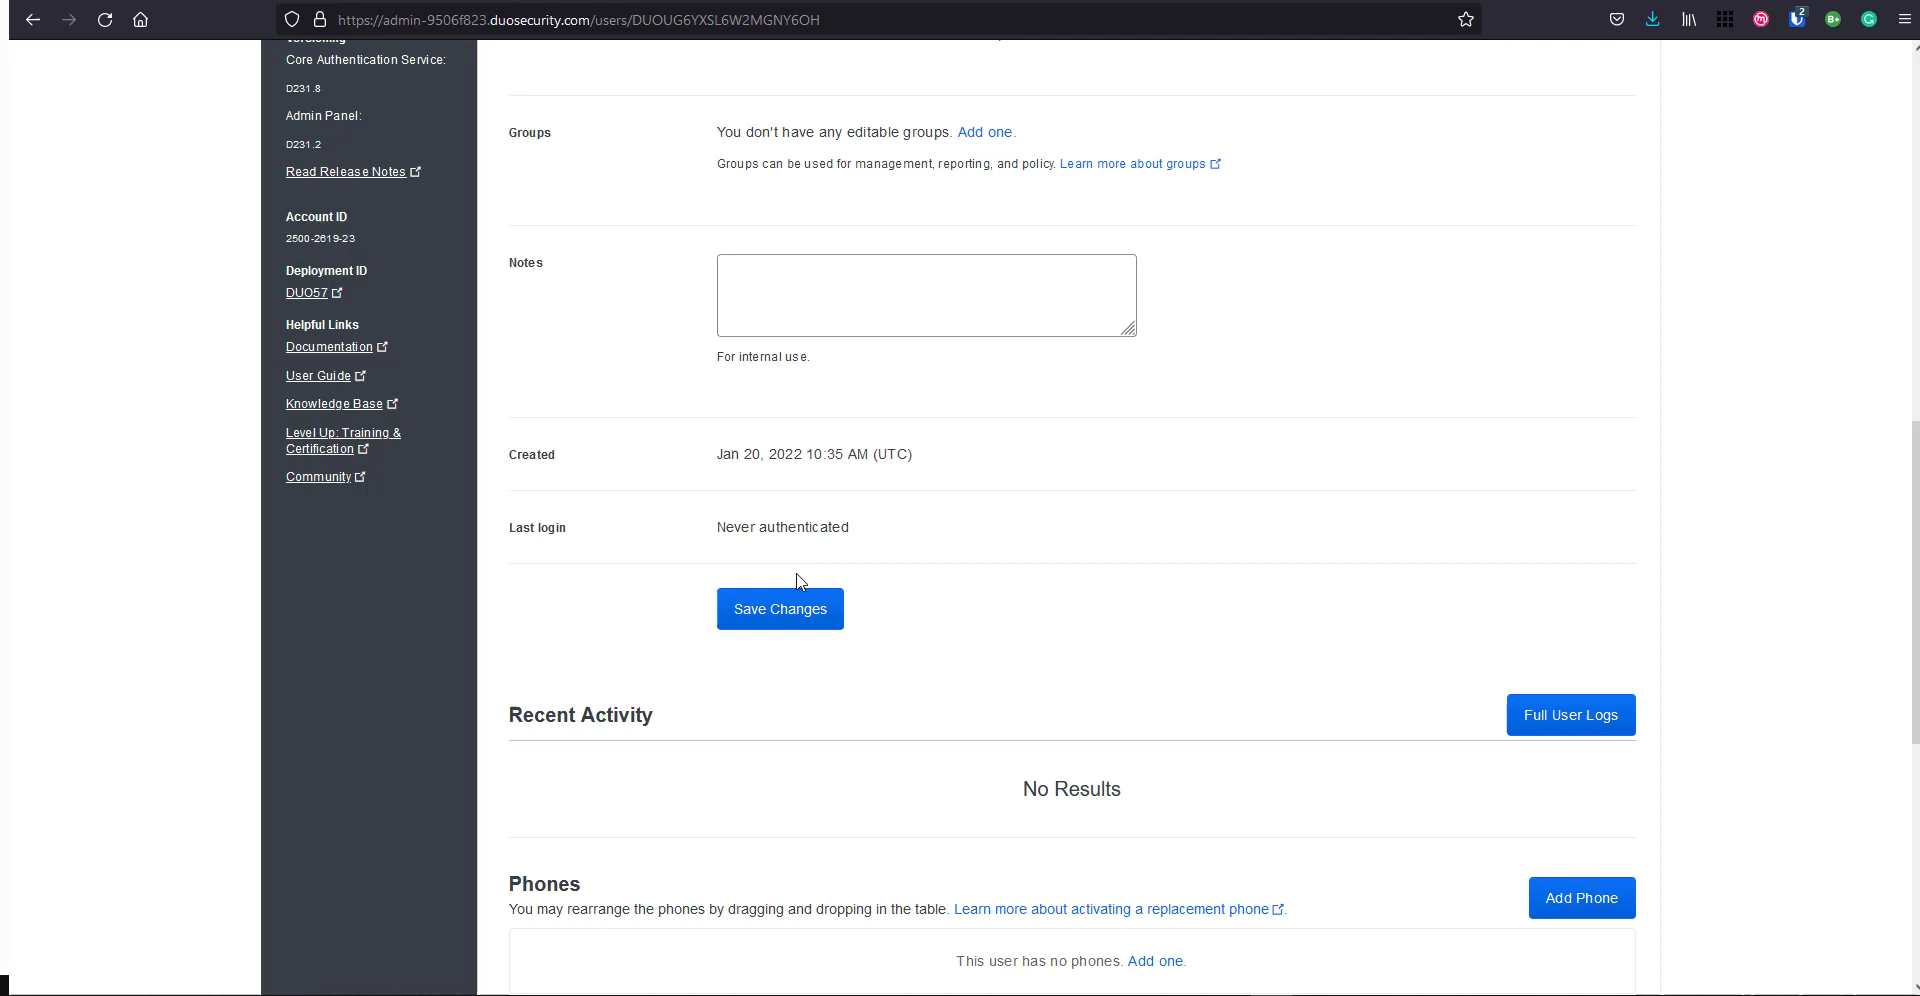 https://admin-9506f823.duosecurity.com/users/DUOUG6YXSL6W2MGNY6OH
2
Versioning
Core Authentication Service:
D231.8
Admin Panel:
D231.2
Read Release Notes
Account ID
2500-2619-23
Deployment ID
DUO57
Helpful Links
Documentation
User Guide
Knowledge Base
Level Up: Training &
Certification
Community
Groups
You don't have any editable groups. Add one.
Groups can be used for management, reporting, and policy. Learn more about groups
Notes
For internal use.
Created
Jan 20, 2022 10:35 AM (UTC)
Last login
Never authenticated
Save Changes
Recent Activity
Full User Logs
No Results
Phones
You may rearrange the phones by dragging and dropping in the table. Learn more about activating a replacement phone.
Add Phone
This user has no phones. Add one.